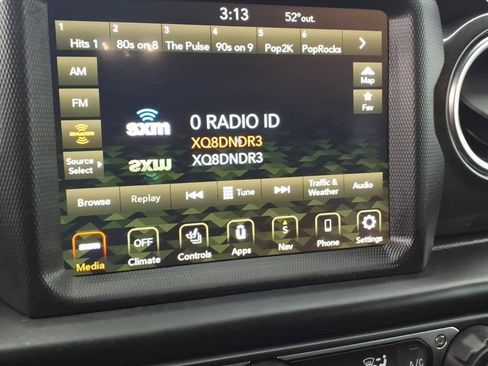 3:13 52°out.
1 2 3 4 5 6
Hits 1 80s on 8 The Pulse 90s on 9 Pop2K PopRocks
AM
Map
FM
Fav
sxm 0 RADIO ID
XQ8DNDR3
Source Select
sxm XQ8DNDR3
Browse Replay Tune Traffic & Weather Audio
OFF S
Media Climate Controls Apps Nav Phone Settings
A/C